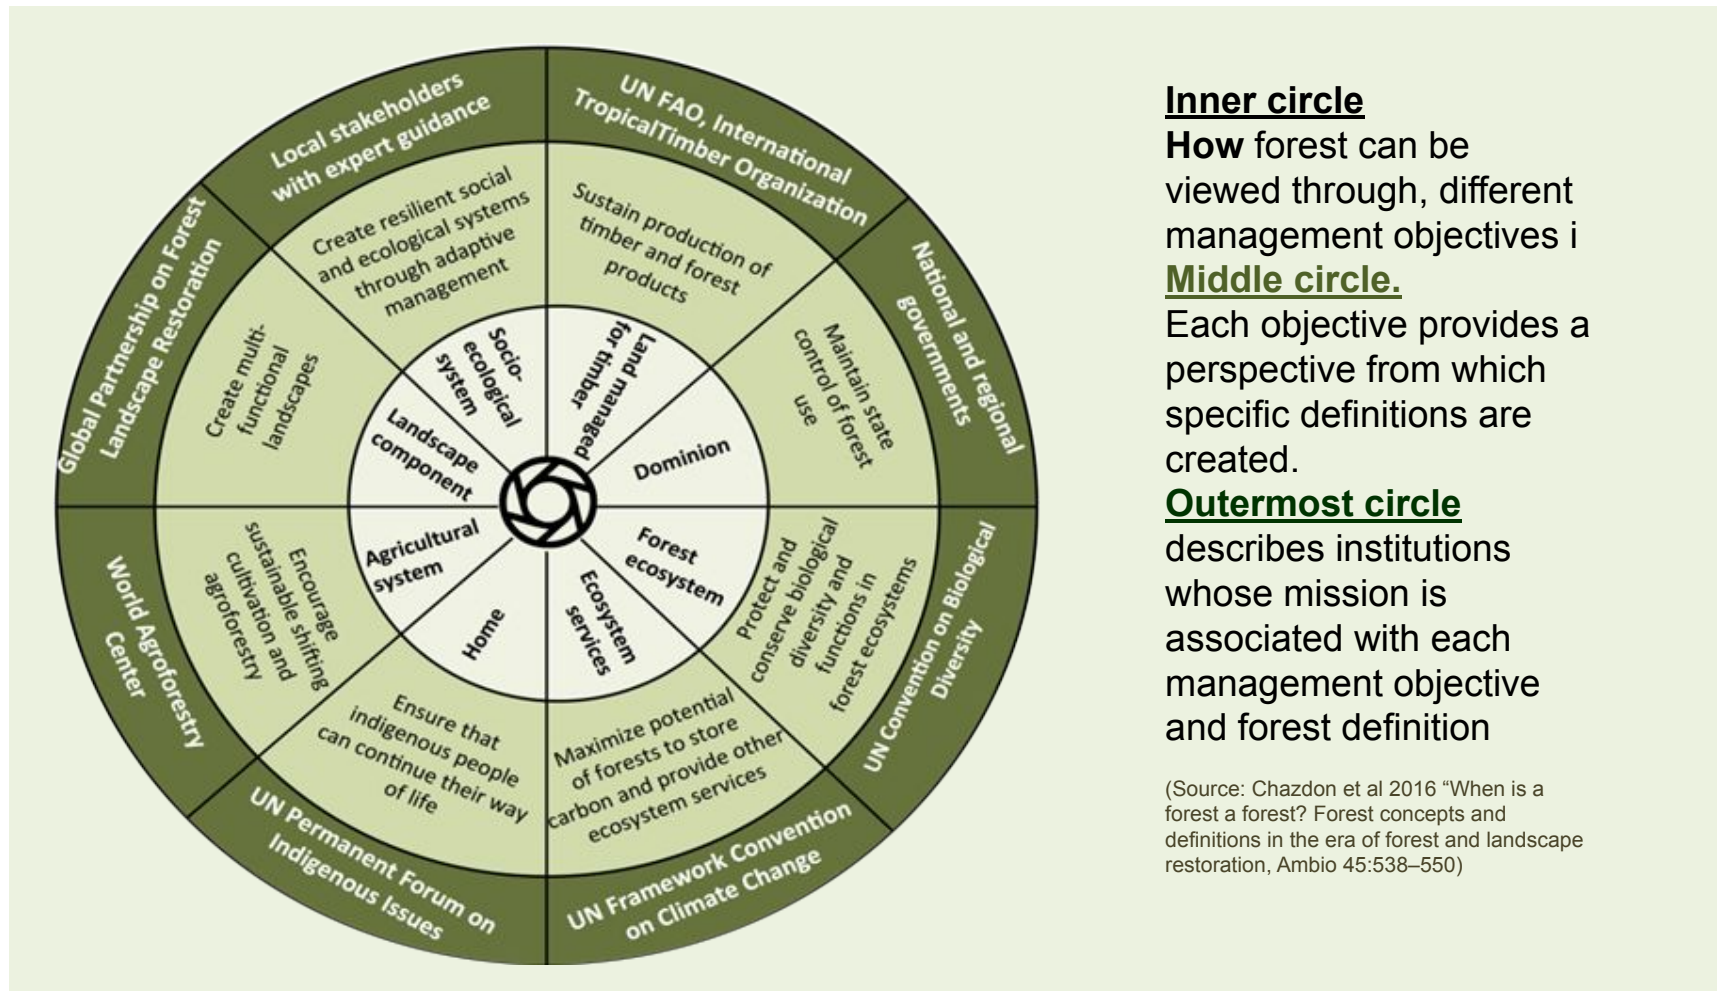 Local stakeholders
with expert guidance
UN FAO, International
TropicalTimber Organization
National and regional
governments
UN Convention on Biological
Diversity
UN Framework Convention
on Climate Change
UN Permanent Forum on
Indigenous Issues
World Agroforestry
Center
Global Partnership on Forest
Landscape Restoration
Create resilient social
and ecological systems
through adaptive
management
Sustain production of
timber and forest
products
Maintain state
control of forest
use
Protect and
conserve biological
diversity and
functions in
forest ecosystems
Maximize potential
of forests to store
carbon and provide other
ecosystem services
Ensure that
indigenous people
can continue their way
of life
Encourage
sustainable shifting
cultivation and
agroforestry
Create multi-
functional
landscapes
Socio-
ecological
system
Land managed
for timber
Dominion
Forest
ecosystem
Ecosystem
services
Home
Agricultural
system
Landscape
component
Inner circle
How forest can be
viewed through, different
management objectives i
Middle circle.
Each objective provides a
perspective from which
specific definitions are
created.
Outermost circle
describes institutions
whose mission is
associated with each
management objective
and forest definition
(Source: Chazdon et al 2016 “When is a
forest a forest? Forest concepts and
definitions in the era of forest and landscape
restoration, Ambio 45:538–550)